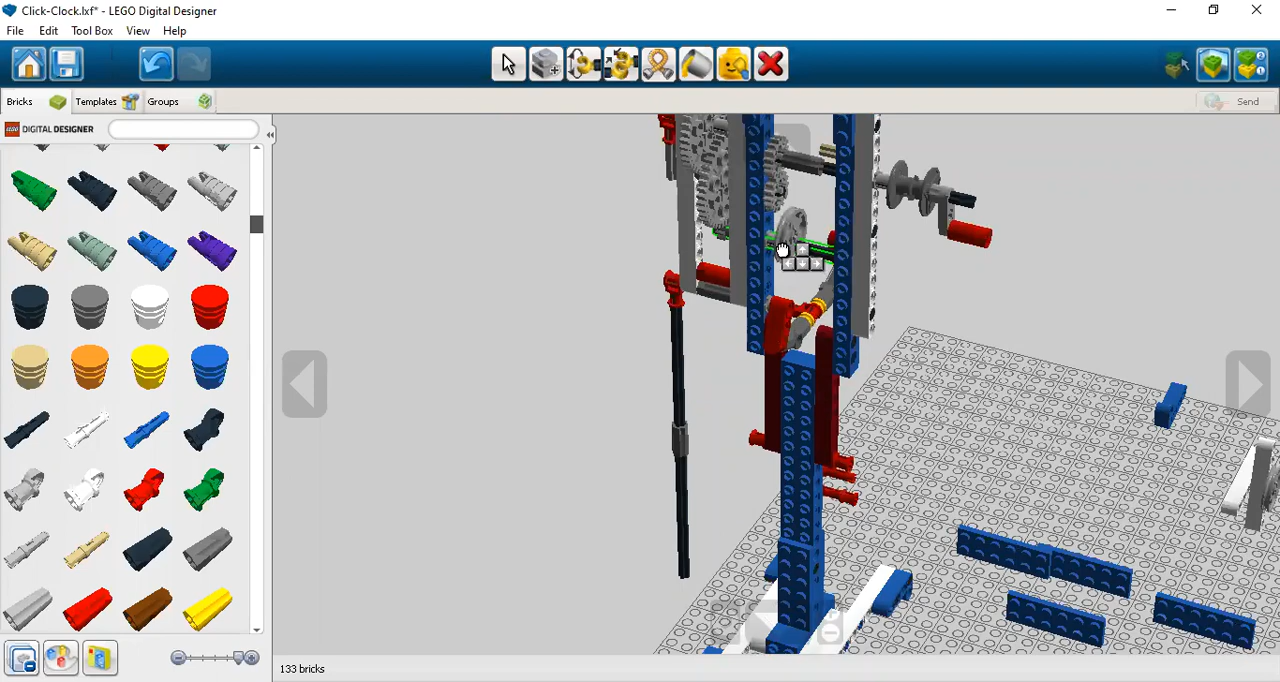 Click-Clock.lxf* - LEGO Digital Designer
File Edit Tool Box View Help
Bricks Templates Groups Send
LEGO DIGITAL DESIGNER
133 bricks